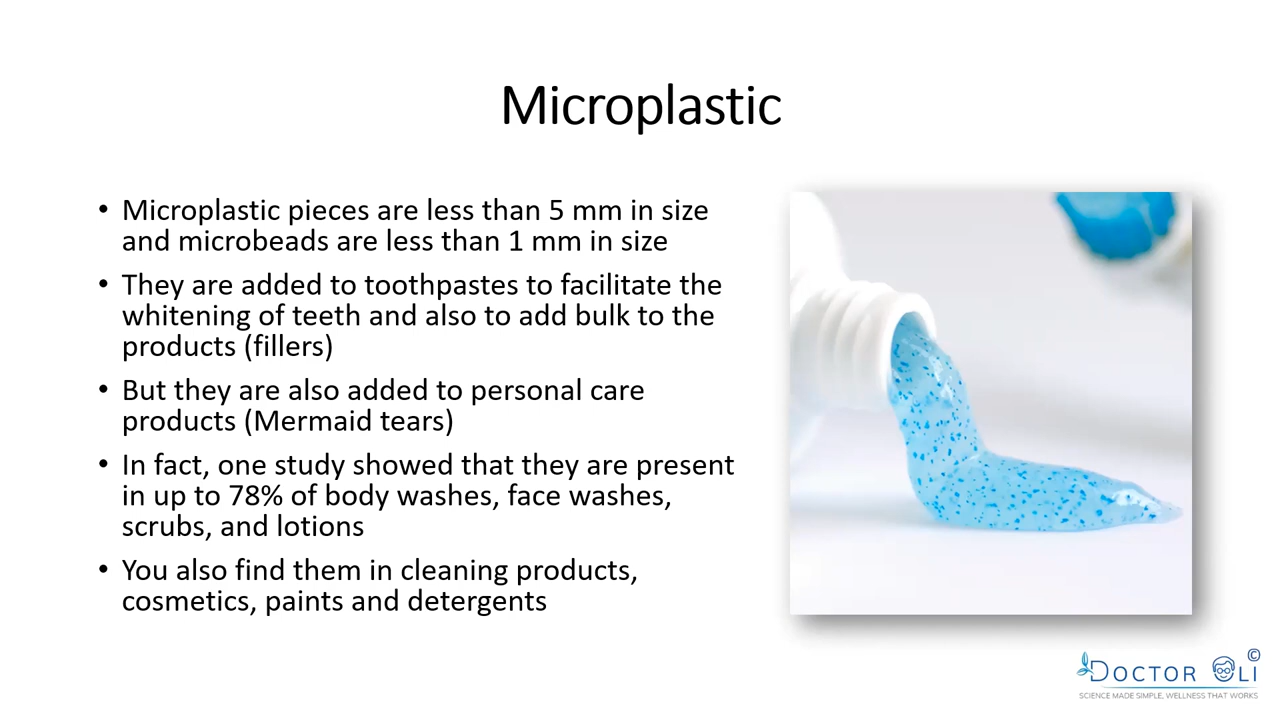 Microplastic
• Microplastic pieces are less than 5 mm in size
and microbeads are less than 1 mm in size
• They are added to toothpastes to facilitate the
whitening of teeth and also to add bulk to the
products (fillers)
• But they are also added to personal care
products (Mermaid tears)
• In fact, one study showed that they are present
in up to 78% of body washes, face washes,
scrubs, and lotions
• You also find them in cleaning products,
cosmetics, paints and detergents
DOCTOR OLI ©
SCIENCE MADE SIMPLE, WELLNESS THAT WORKS